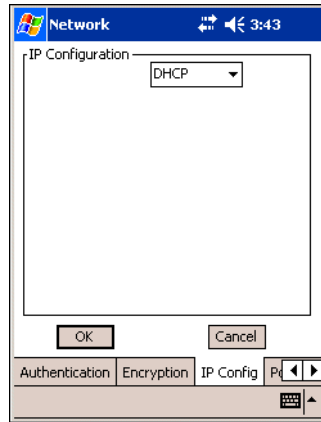 Network 3:43
IP Configuration
DHCP
OK Cancel
Authentication Encryption IP Config